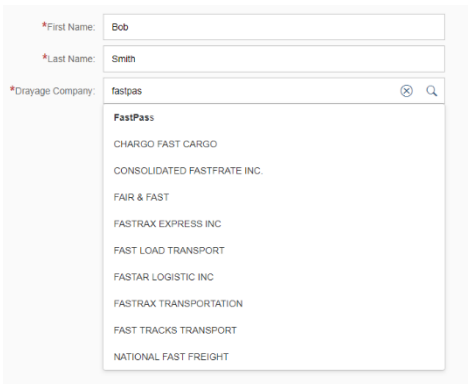 *First Name: Bob
*Last Name: Smith
*Drayage Company: fastpas
FastPass
CHARGO FAST CARGO
CONSOLIDATED FASTFRATE INC.
FAIR & FAST
FASTRAX EXPRESS INC
FAST LOAD TRANSPORT
FASTAR LOGISTIC INC
FASTRAX TRANSPORTATION
FAST TRACKS TRANSPORT
NATIONAL FAST FREIGHT